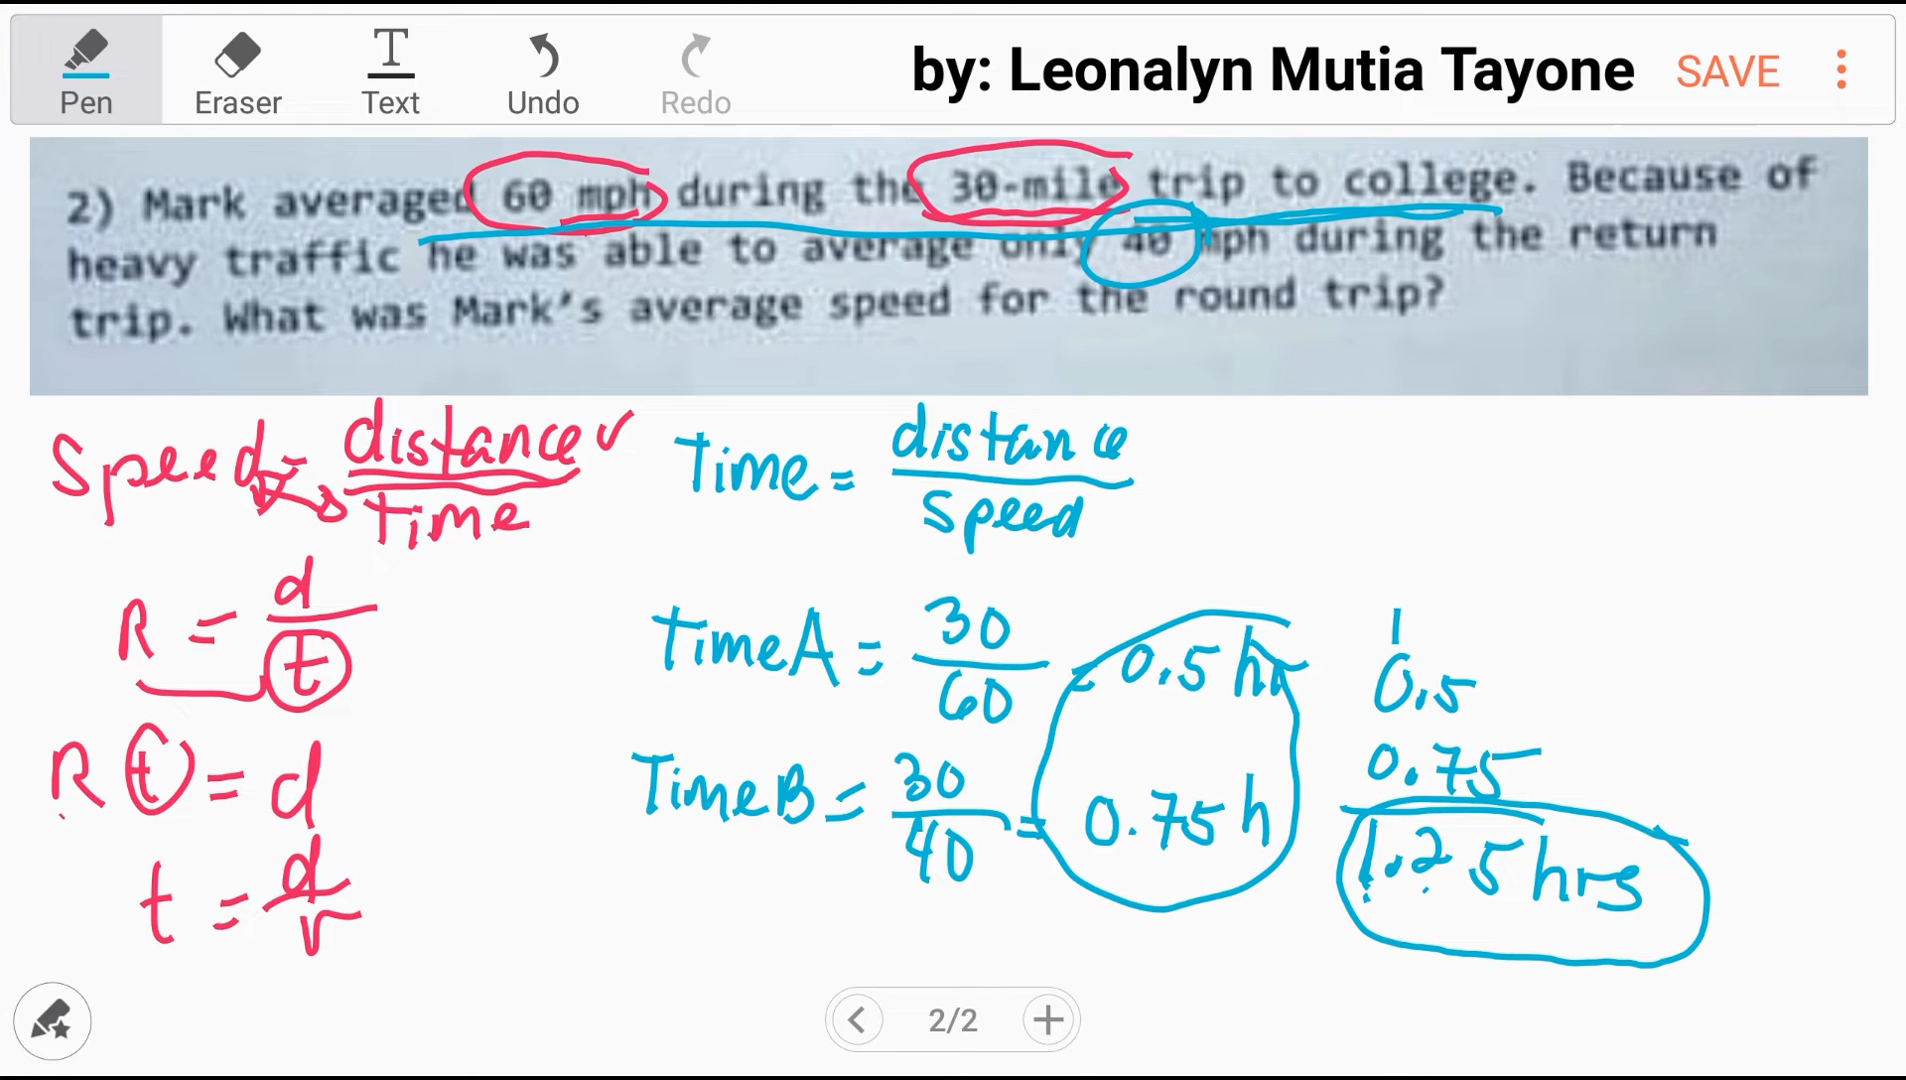 Pen Eraser Text Undo Redo by: Leonalyn Mutia Tayone SAVE
2) Mark averaged 60 mph during the 30-mile trip to college. Because of
heavy traffic he was able to average only 40 mph during the return
trip. What was Mark's average speed for the round trip?
Speed = distance
time
Time = distance
speed
R = d
t
Rt = d
t = d
r
Time A = 30
60
= 0.5 hr
Time B = 30
40
= 0.75 h
1
0.5
0.75
1.25 hrs
2/2